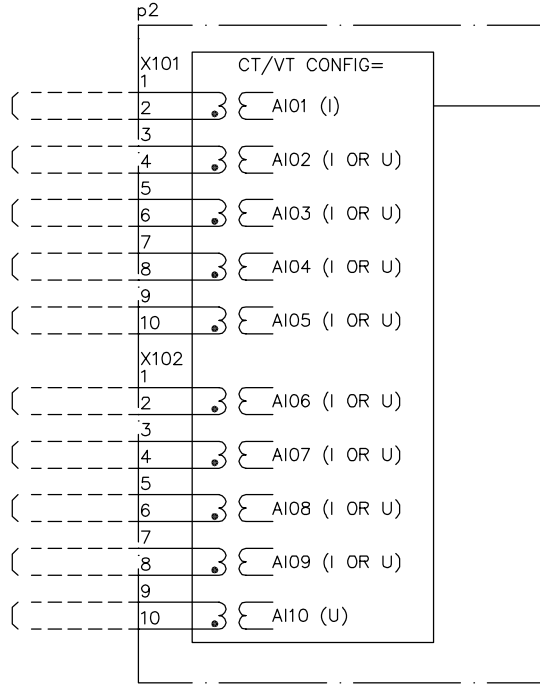 p2
X101 CT/VT CONFIG=
1
2 AI01 (I)
3
4 AI02 (I OR U)
5
6 AI03 (I OR U)
7
8 AI04 (I OR U)
9
10 AI05 (I OR U)
X102
1
2 AI06 (I OR U)
3
4 AI07 (I OR U)
5
6 AI08 (I OR U)
7
8 AI09 (I OR U)
9
10 AI10 (U)